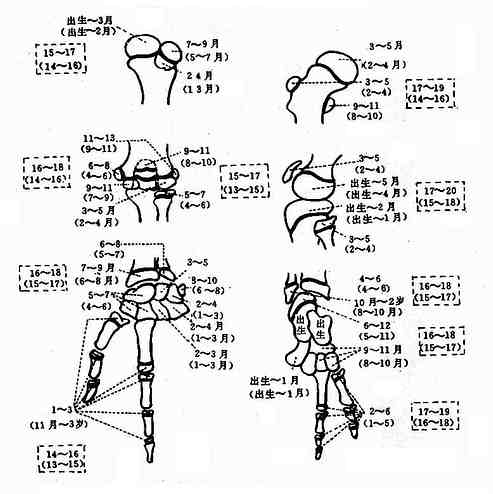 出生～3月
(出生～2月)
15～17
(14～16)
7～9月
(5～7月)
24月
(13月)
3～5月
(2～4月)
3～5
(2～4)
17～19
(14～16)
9～11
(8～10)
11～13
(9～11)
9～11
(8～10)
16～18
(14～16)
6～8
(4～6)
9～11
(7～9)
3～5月
(2～4月)
15～17
(13～15)
5～7
(4～6)
3～5
(2～4)
出生～5月
(出生～4月)
出生～2月
(出生～1月)
17～20
(15～18)
3～5
(2～4)
6～8
(5～7)
7～9月
(6～8月)
3～5
16～18
(15～17)
8～10
(6～8)
5～7
(4～6)
2～4
(1～3)
2～4月
(1～3月)
2～3月
(1～3月)
1～3
(11月～3岁)
14～16
(13～15)
4～6
(4～6)
16～18
(15～17)
10月～2岁
(8～10月)
出生
出生
6～12
(5～11)
9～11月
(8～10月)
16～18
(15～17)
出生～1月
(出生～1月)
2～6
(1～5)
17～19
(16～18)